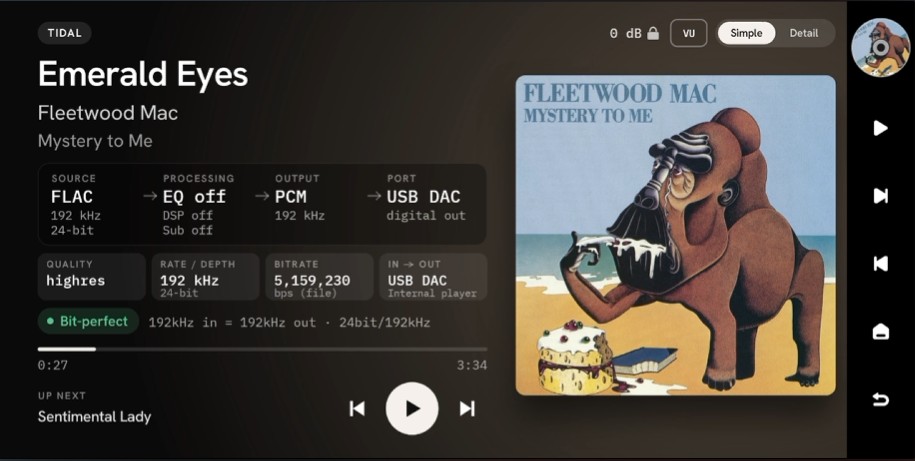 TIDAL
0 dB
VU
Simple
Detail
Emerald Eyes
Fleetwood Mac
Mystery to Me
SOURCE
FLAC
192 kHz
24-bit
→
PROCESSING
EQ off
DSP off
Sub off
→
OUTPUT
PCM
192 kHz
→
PORT
USB DAC
digital out
QUALITY
highres
RATE / DEPTH
192 kHz
24-bit
BITRATE
5,159,230
bps (file)
IN → OUT
USB DAC
Internal player
Bit-perfect
192kHz in = 192kHz out · 24bit/192kHz
0:27
3:34
UP NEXT
Sentimental Lady
FLEETWOOD MAC
MYSTERY TO ME